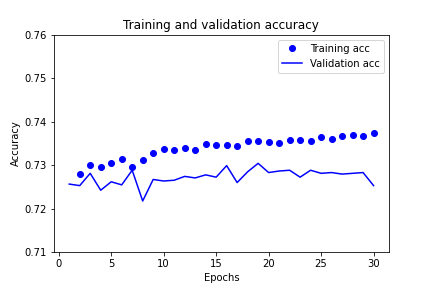 Training and validation accuracy
0.76
0.75
0.74
0.73
0.72
0.71
Accuracy
Training acc
Validation acc
0 5 10 15 20 25 30
Epochs